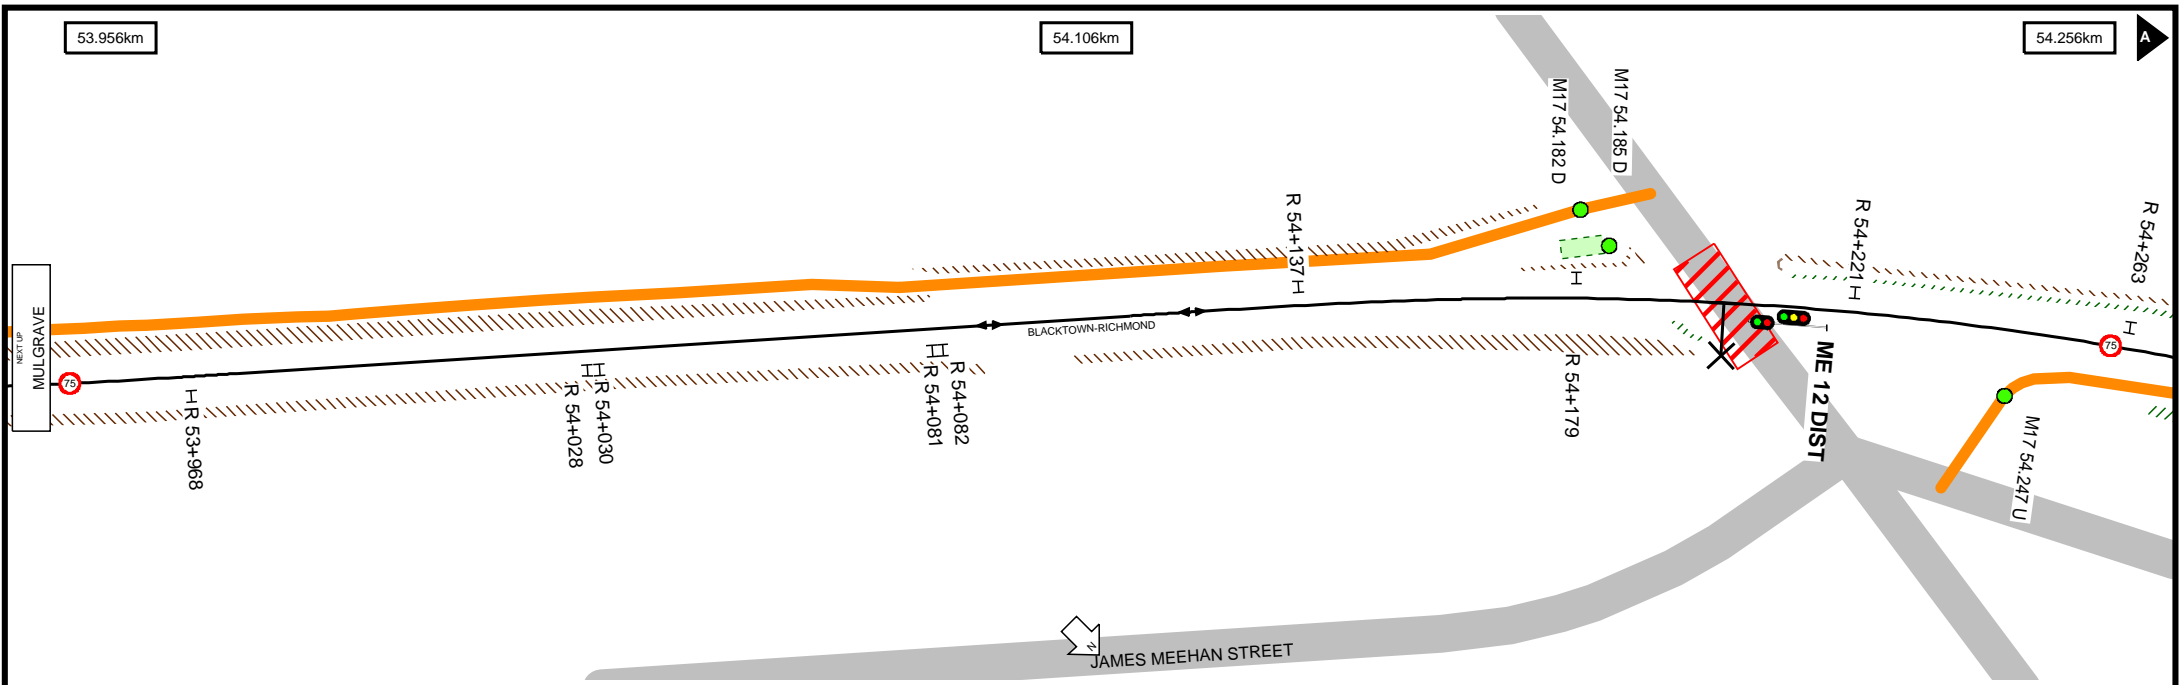 53.956km
54.106km
54.256km
A
M17 54.182 D
M17 54.185 D
R 54+137
R 54+221
R 54+263
NEXT UP
MULGRAVE
75
BLACKTOWN-RICHMOND
75
R 53+968
R 54+028
R 54+030
R 54+081
R 54+082
R 54+179
ME 12 DIST
M17 54.247 U
N
JAMES MEEHAN STREET